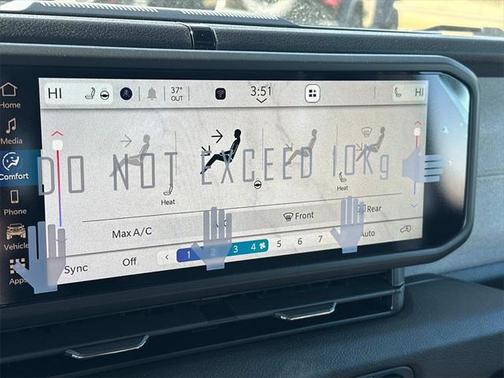 HI 37° OUT 3:51 HI
Home
Media
DO NOT EXCEED 10Kg
Comfort
Heat Heat
Phone
Max A/C Front Rear
Vehicle
Sync Off 1 2 3 4 5 6 7 Auto
Apps